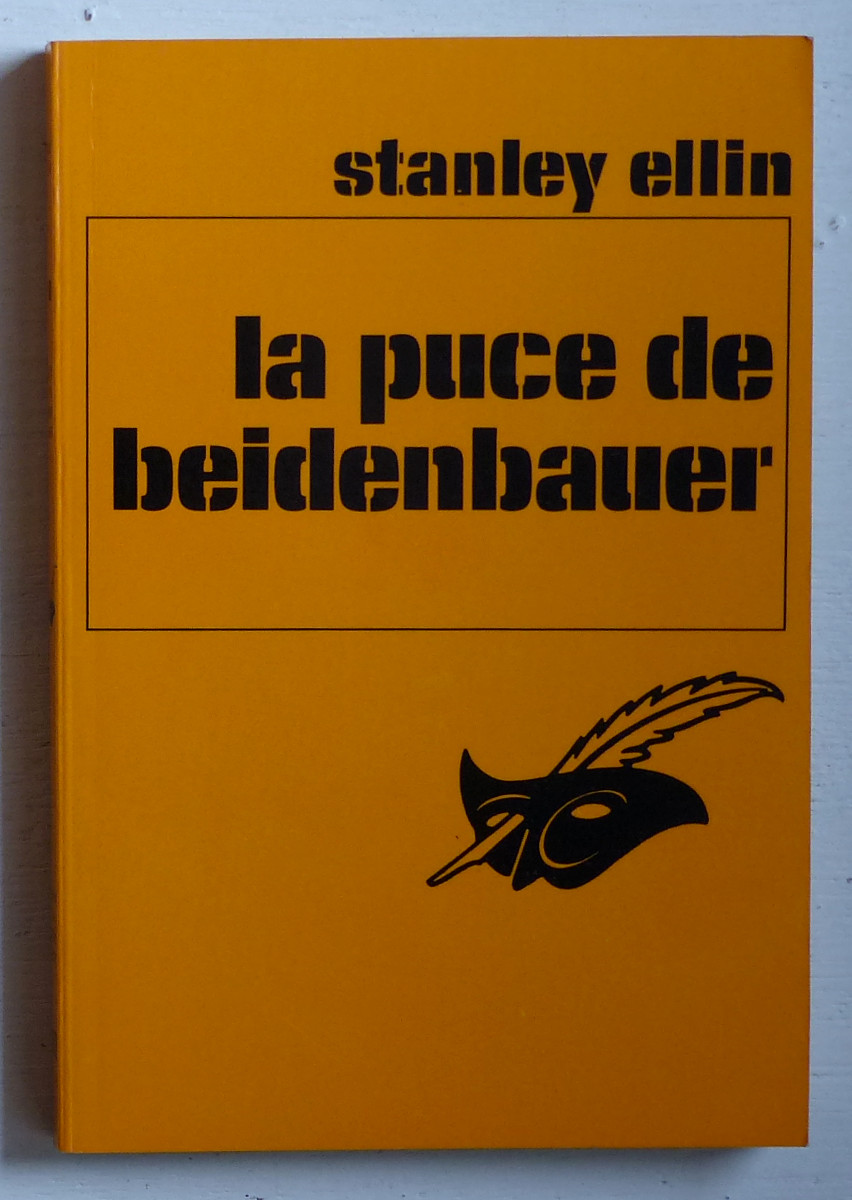 stanley ellin
la puce de
beidenbauer